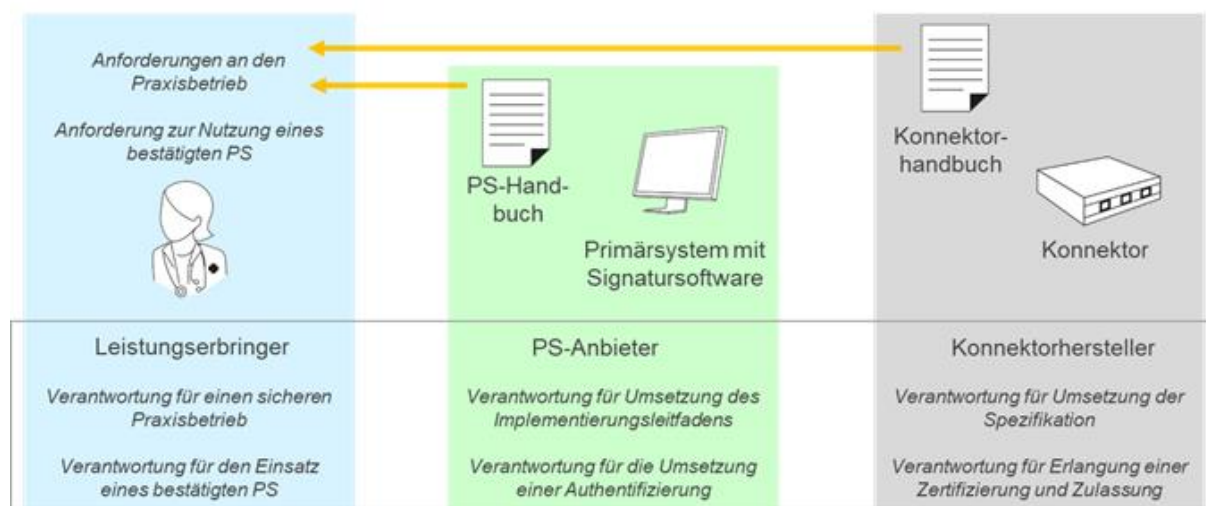 Anforderungen an den
Praxisbetrieb
Anforderung zur Nutzung eines
bestätigten PS
PS-Hand-
buch
Primärsystem mit
Signatursoftware
Konnektor-
handbuch
Konnektor
Leistungserbringer
Verantwortung für einen sicheren
Praxisbetrieb
Verantwortung für den Einsatz
eines bestätigten PS
PS-Anbieter
Verantwortung für Umsetzung des
Implementierungsleitfadens
Verantwortung für die Umsetzung
einer Authentifizierung
Konnektorhersteller
Verantwortung für Umsetzung der
Spezifikation
Verantwortung für Erlangung einer
Zertifizierung und Zulassung